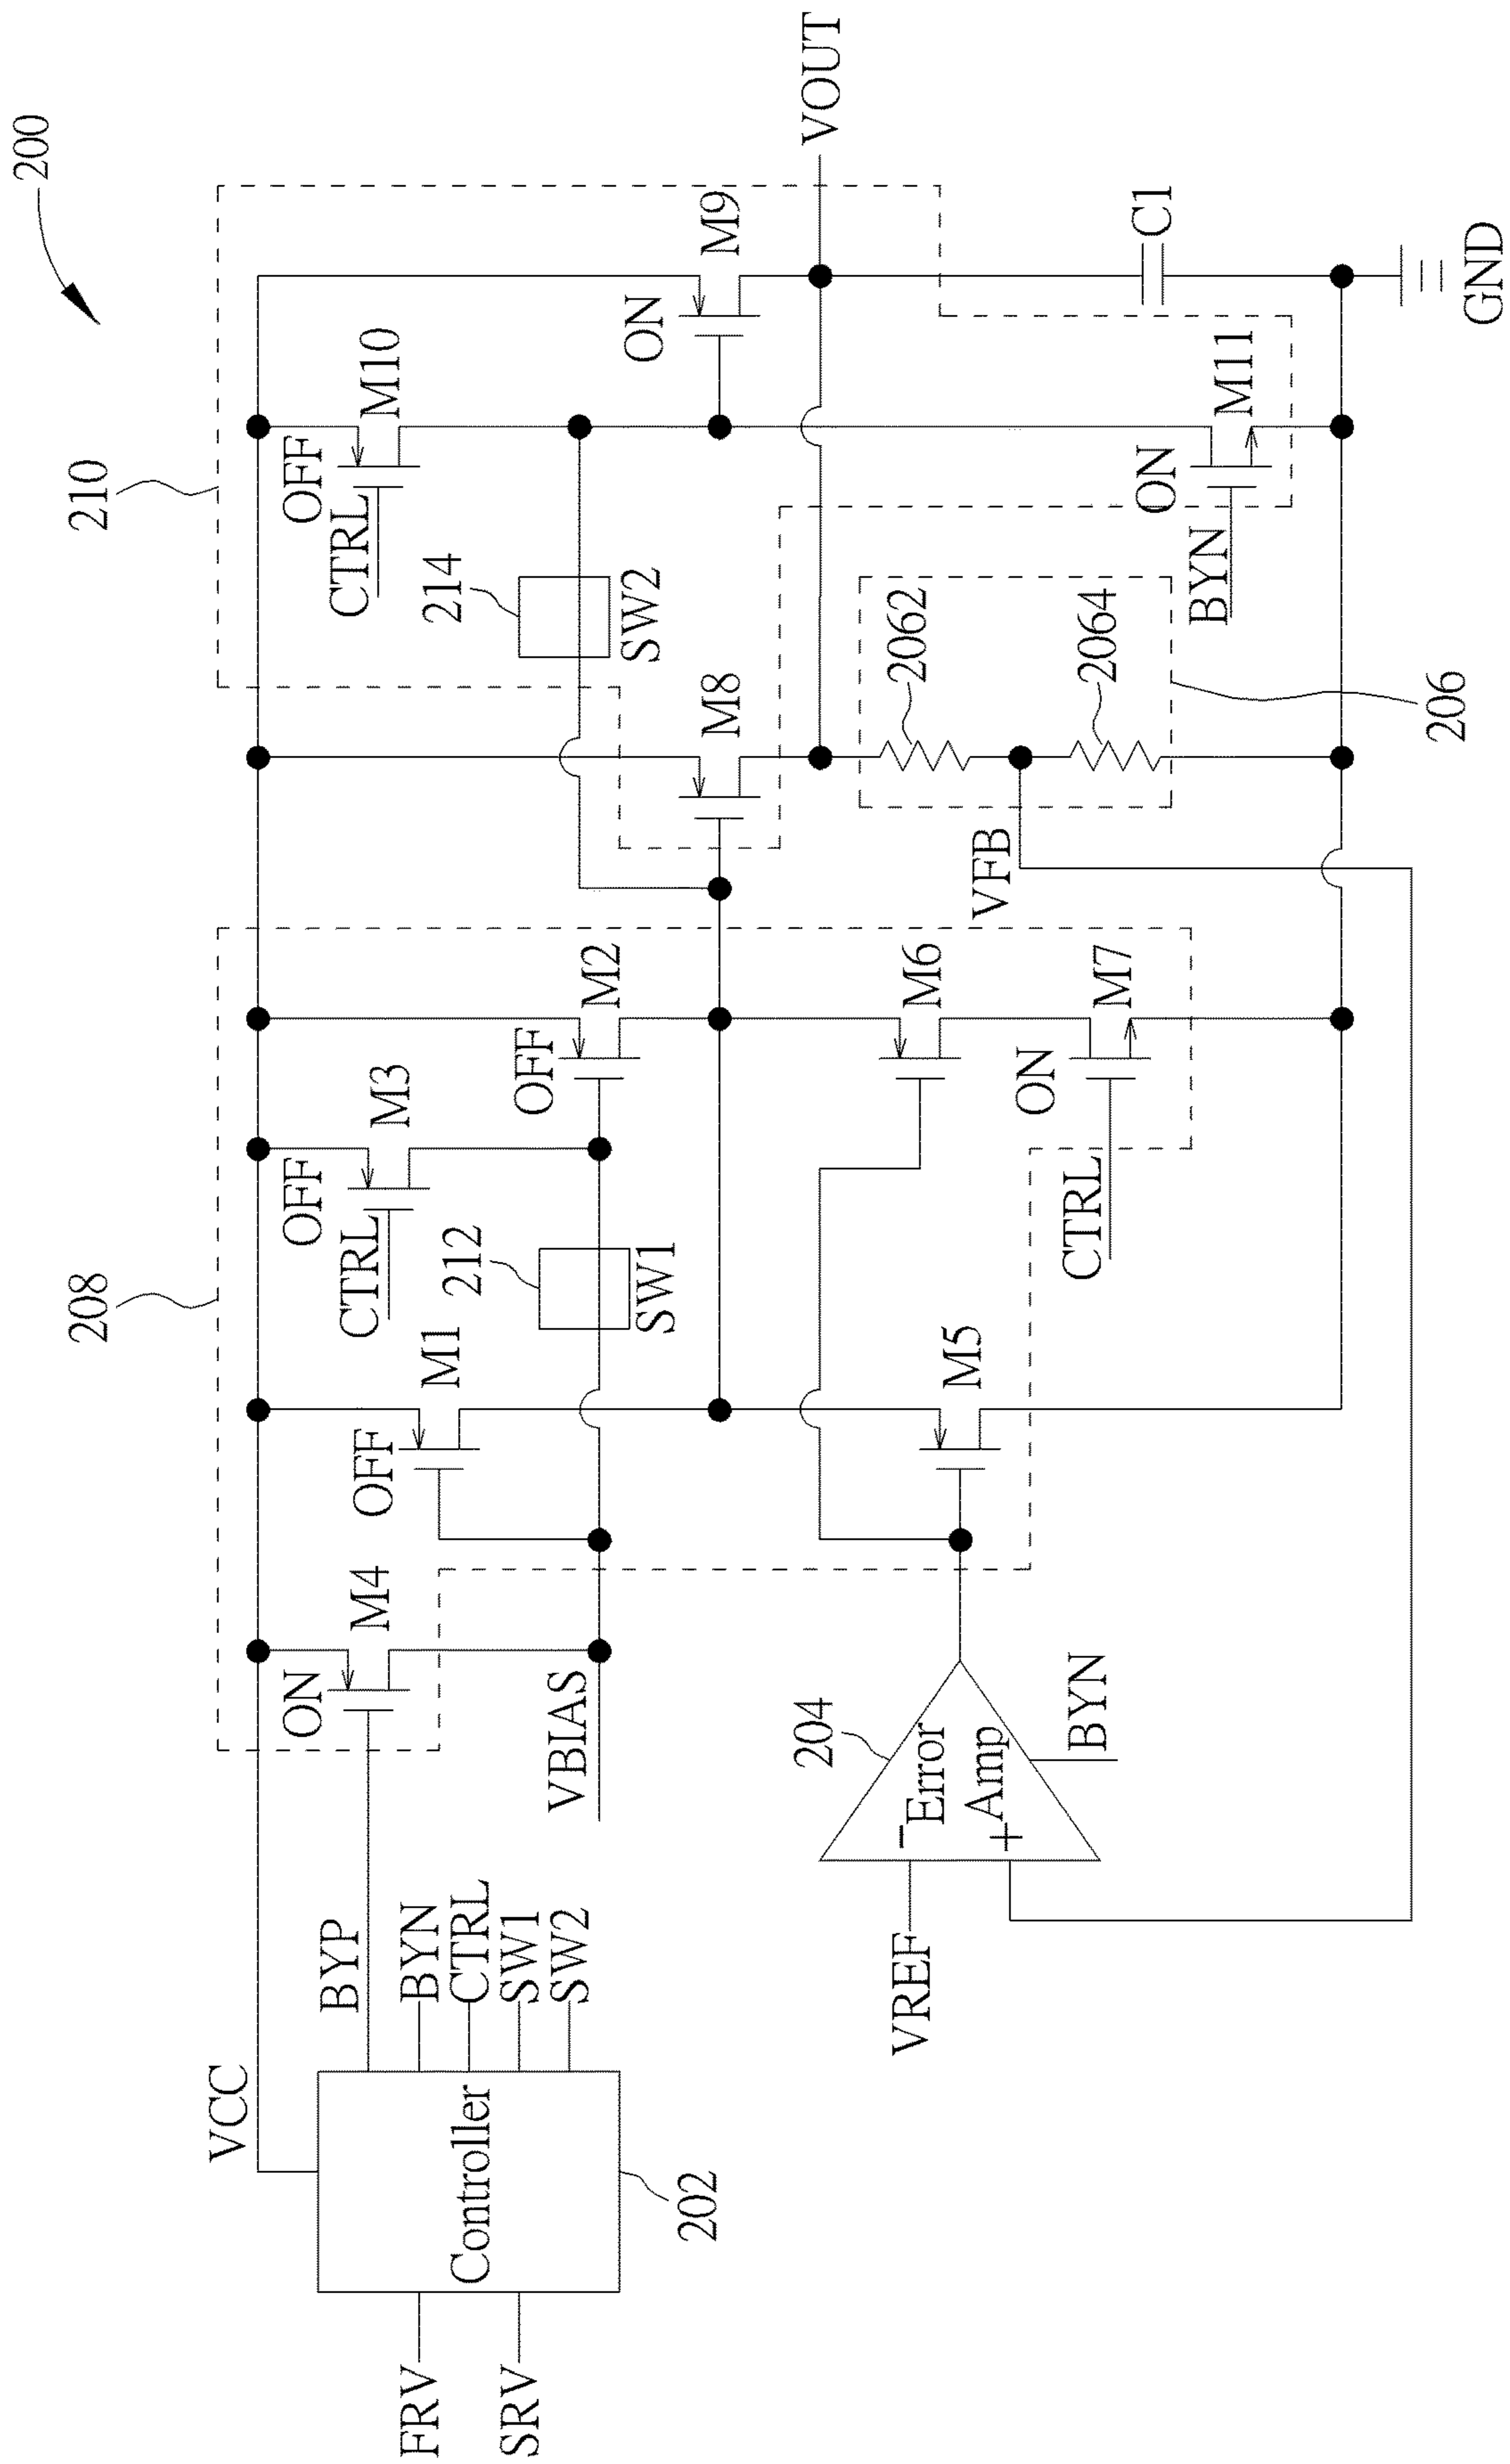 200
210
208
VCC
BYP
BYN
CTRL
SW1
SW2
FRV
SRV
Controller
202
ON
M4
VBIAS
OFF
M1
OFF
M3
CTRL
212
SW1
OFF
M2
M8
OFF
M10
CTRL
214
SW2
ON
M9
VOUT
VREF
204
Error
Amp
−
+
BYN
M5
M6
ON
M7
CTRL
VFB
2062
2064
206
ON
M11
BYN
C1
GND